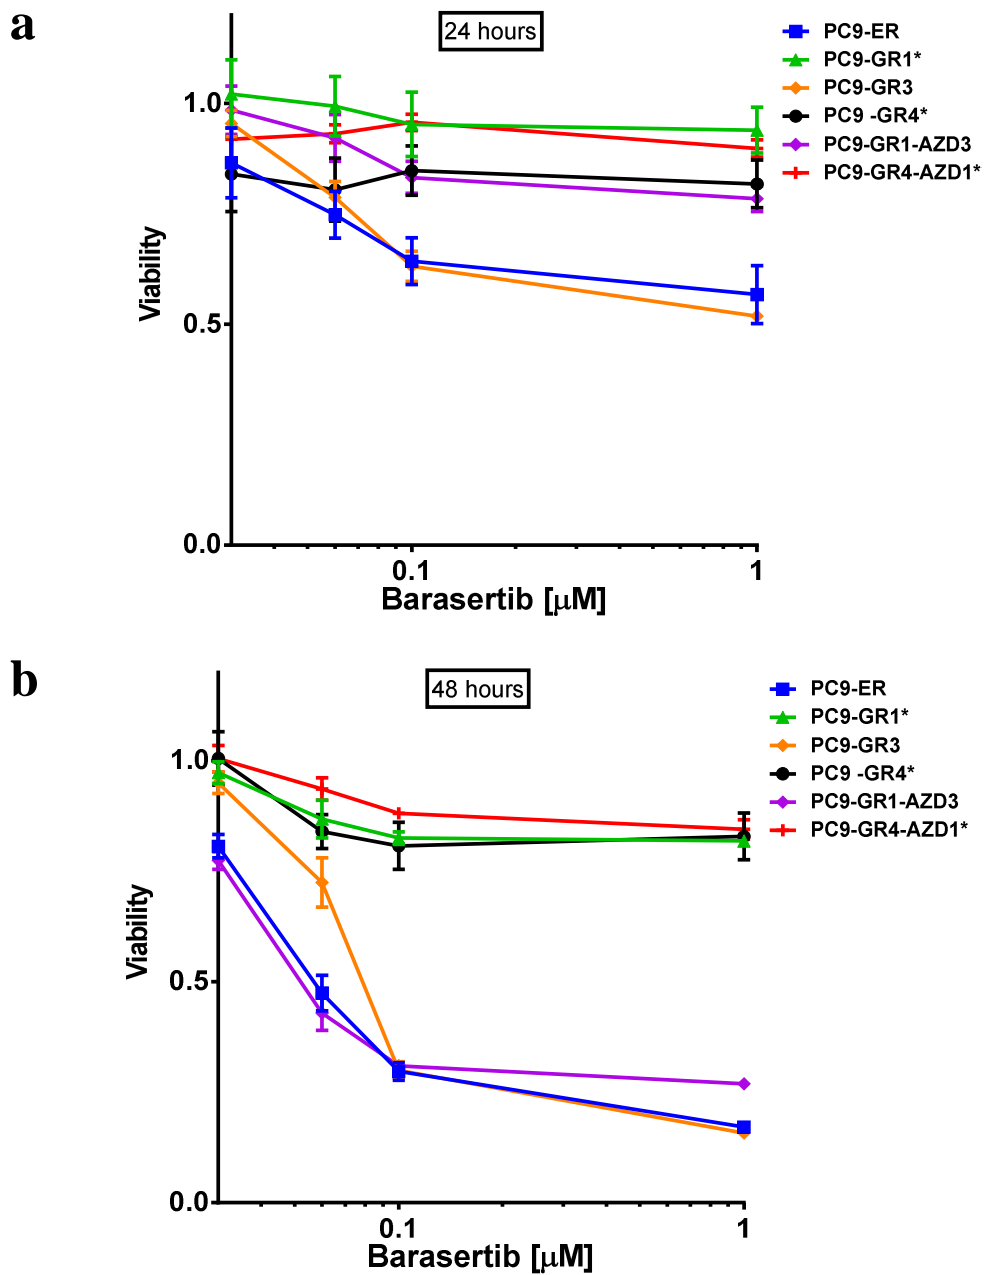 a
24 hours
PC9-ER
PC9-GR1*
PC9-GR3
PC9 -GR4*
PC9-GR1-AZD3
PC9-GR4-AZD1*
1.0
0.5
0.0
Viability
0.1 1
Barasertib [μM]
b
48 hours
PC9-ER
PC9-GR1*
PC9-GR3
PC9 -GR4*
PC9-GR1-AZD3
PC9-GR4-AZD1*
1.0
0.5
0.0
Viability
0.1 1
Barasertib [μM]